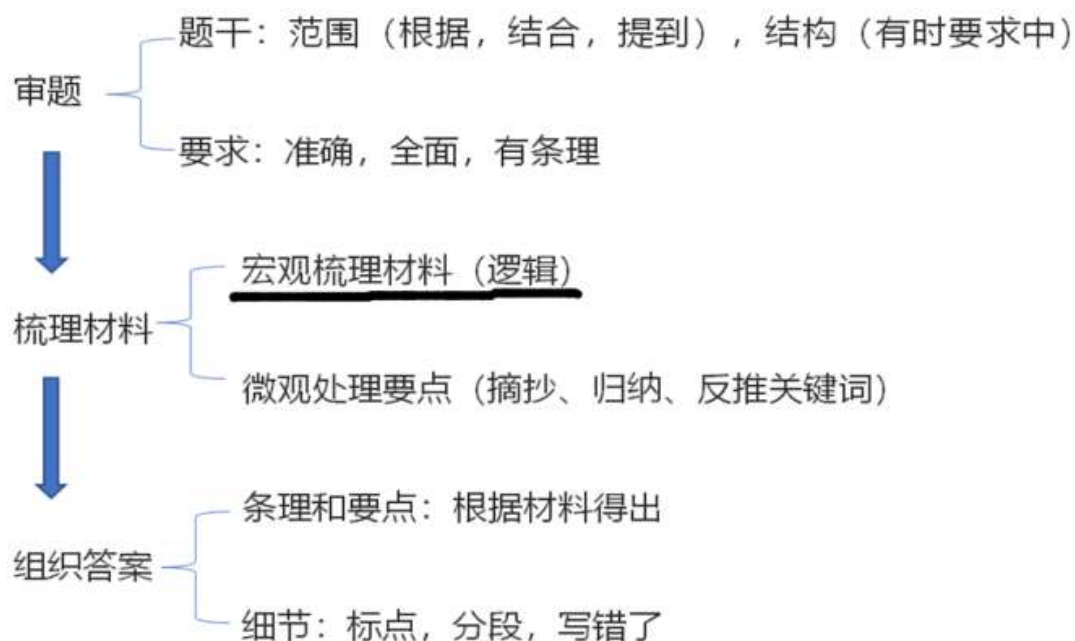 题干：范围（根据，结合，提到），结构（有时要求中）
审题
要求：准确，全面，有条理
宏观梳理材料（逻辑）
梳理材料
微观处理要点（摘抄、归纳、反推关键词）
条理和要点：根据材料得出
组织答案
细节：标点，分段，写错了